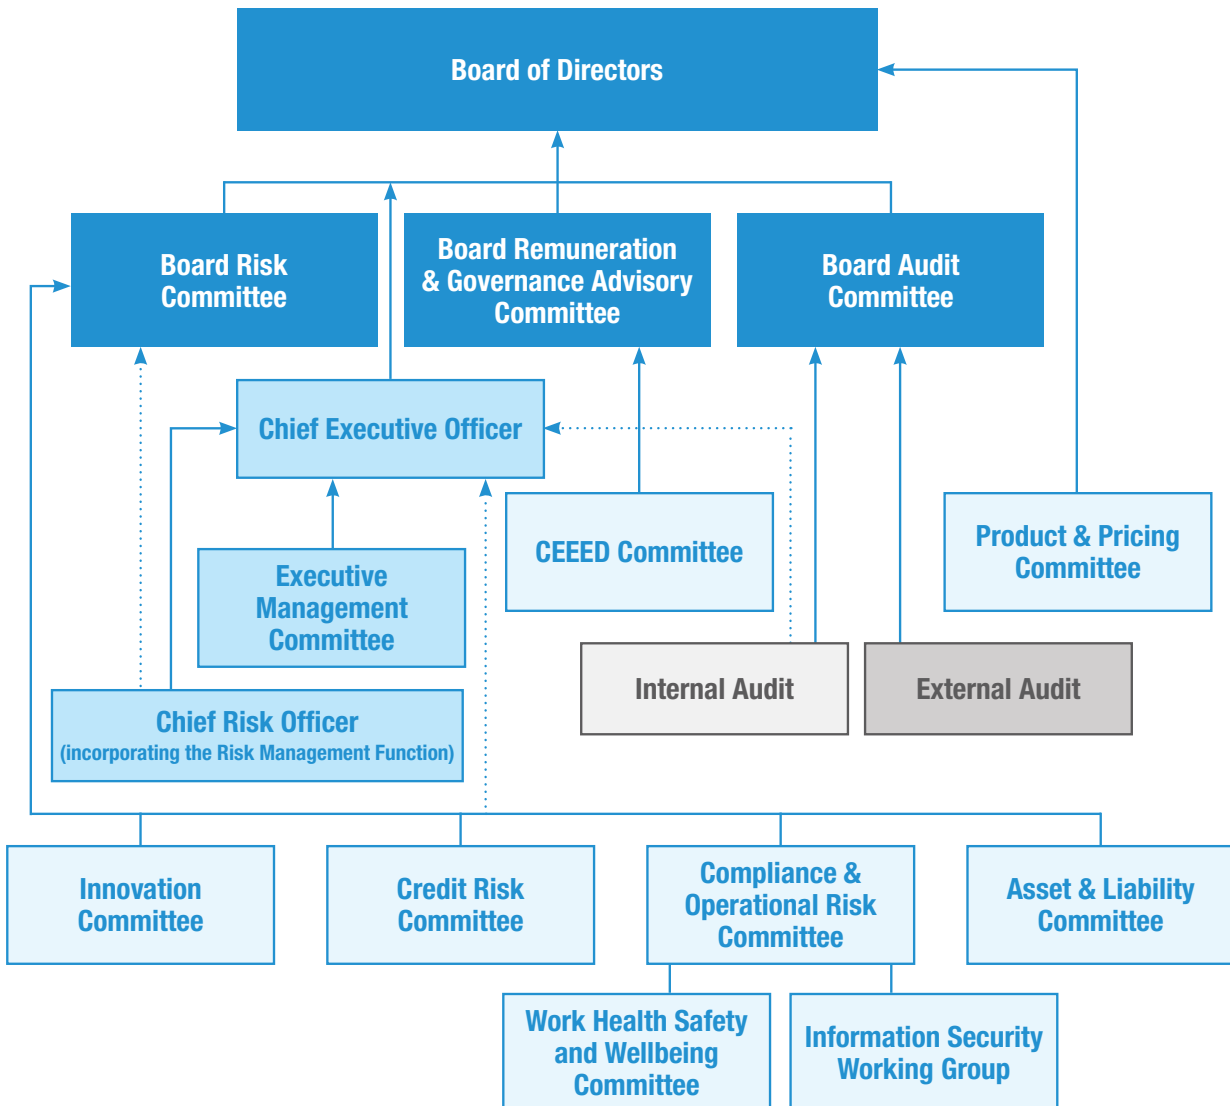 Board of Directors
Board Risk
Committee
Board Remuneration
& Governance Advisory
Committee
Board Audit
Committee
Chief Executive Officer
CEEED Committee
Product & Pricing
Committee
Executive
Management
Committee
Internal Audit
External Audit
Chief Risk Officer
(incorporating the Risk Management Function)
Innovation
Committee
Credit Risk
Committee
Compliance &
Operational Risk
Committee
Asset & Liability
Committee
Work Health Safety
and Wellbeing
Committee
Information Security
Working Group